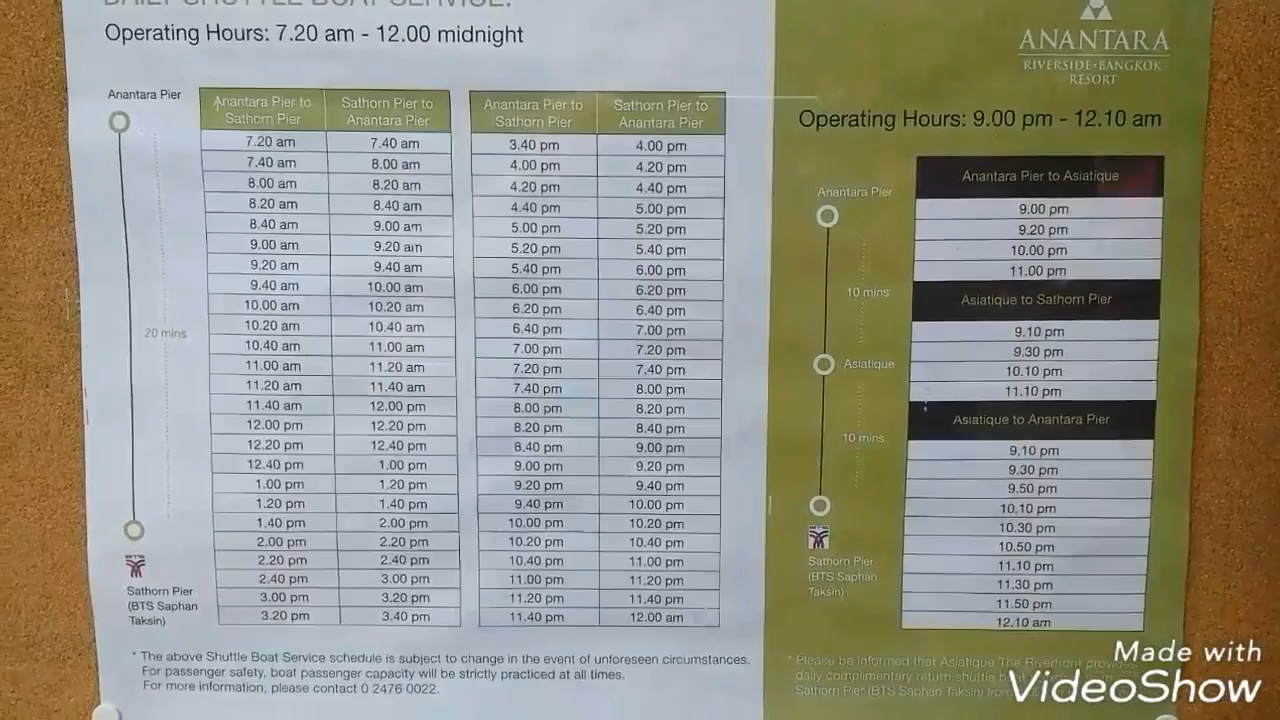 DAILY SHUTTLE BOAT SERVICE:
Operating Hours: 7.20 am - 12.00 midnight
Anantara Pier
20 mins
BTS
Sathorn Pier
(BTS Saphan
Taksin)
Anantara Pier to Sathorn Pier Sathorn Pier to Anantara Pier
7.20 am 7.40 am
7.40 am 8.00 am
8.00 am 8.20 am
8.20 am 8.40 am
8.40 am 9.00 am
9.00 am 9.20 am
9.20 am 9.40 am
9.40 am 10.00 am
10.00 am 10.20 am
10.20 am 10.40 am
10.40 am 11.00 am
11.00 am 11.20 am
11.20 am 11.40 am
11.40 am 12.00 pm
12.00 pm 12.20 pm
12.20 pm 12.40 pm
12.40 pm 1.00 pm
1.00 pm 1.20 pm
1.20 pm 1.40 pm
1.40 pm 2.00 pm
2.00 pm 2.20 pm
2.20 pm 2.40 pm
2.40 pm 3.00 pm
3.00 pm 3.20 pm
3.20 pm 3.40 pm
Anantara Pier to Sathorn Pier Sathorn Pier to Anantara Pier
3.40 pm 4.00 pm
4.00 pm 4.20 pm
4.20 pm 4.40 pm
4.40 pm 5.00 pm
5.00 pm 5.20 pm
5.20 pm 5.40 pm
5.40 pm 6.00 pm
6.00 pm 6.20 pm
6.20 pm 6.40 pm
6.40 pm 7.00 pm
7.00 pm 7.20 pm
7.20 pm 7.40 pm
7.40 pm 8.00 pm
8.00 pm 8.20 pm
8.20 pm 8.40 pm
8.40 pm 9.00 pm
9.00 pm 9.20 pm
9.20 pm 9.40 pm
9.40 pm 10.00 pm
10.00 pm 10.20 pm
10.20 pm 10.40 pm
10.40 pm 11.00 pm
11.00 pm 11.20 pm
11.20 pm 11.40 pm
11.40 pm 12.00 am
* The above Shuttle Boat Service schedule is subject to change in the event of unforeseen circumstances.
For passenger safety, boat passenger capacity will be strictly practiced at all times.
For more information, please contact 0 2476 0022.
ANANTARA
RIVERSIDE·BANGKOK
RESORT
Operating Hours: 9.00 pm - 12.10 am
Anantara Pier
10 mins
Asiatique
10 mins
Sathorn Pier
(BTS Saphan
Taksin)
Anantara Pier to Asiatique
9.00 pm
9.20 pm
10.00 pm
11.00 pm
Asiatique to Sathorn Pier
9.10 pm
9.30 pm
10.10 pm
11.10 pm
Asiatique to Anantara Pier
9.10 pm
9.30 pm
9.50 pm
10.10 pm
10.30 pm
10.50 pm
11.10 pm
11.30 pm
11.50 pm
12.10 am
* Please be informed that Asiatique The Riverfront provides
daily complimentary return shuttle
Sathorn Pier (BTS Saphan Taksin) from
Made with
VideoShow